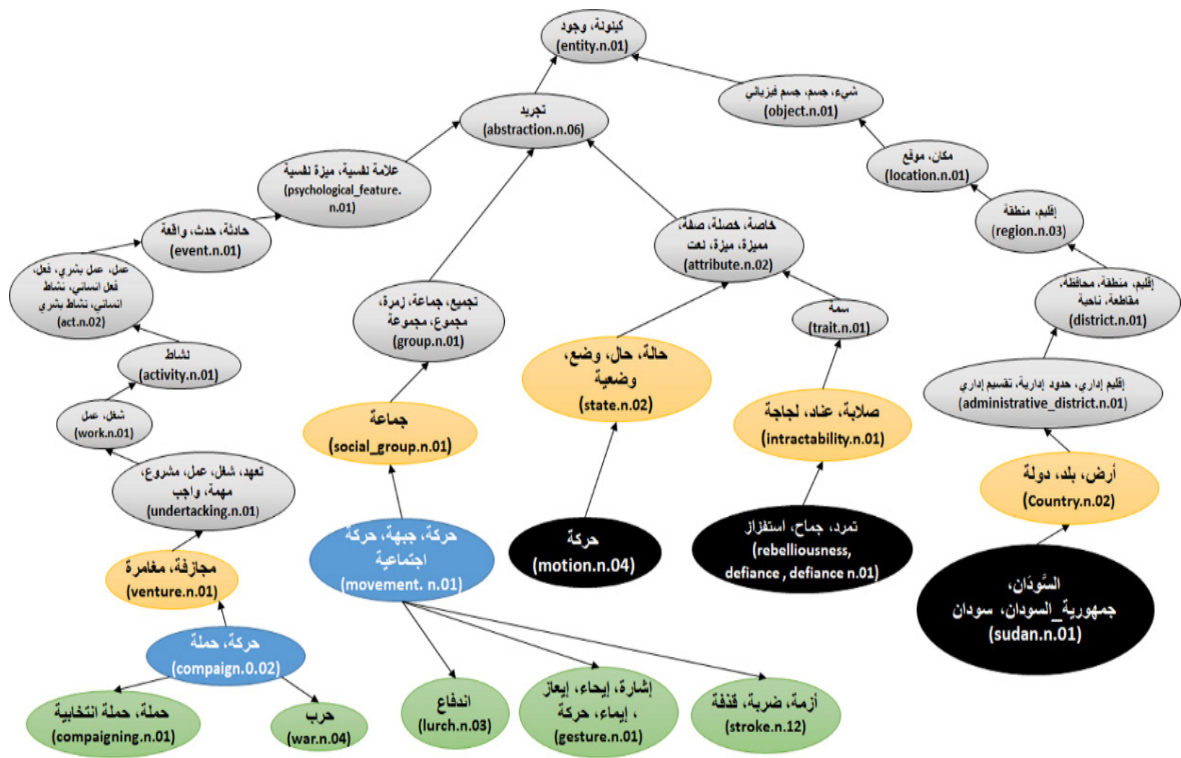 كينونة، وجود
(entity.n.01)
تجريد
(abstraction.n.06)
شيء، جسم، جسم فيزيائي
(object.n.01)
مكان، موقع
(location.n.01)
علامة نفسية، ميزة نفسية
(psychological_feature.
n.01)
إقليم، منطقة
(region.n.03)
حادثة، حدث، واقعة
(event.n.01)
خاصة، خصلة، صفة،
مميزة، ميزة، نعت
(attribute.n.02)
عمل، عمل بشري، فعل،
فعل انساني، نشاط
انساني، نشاط بشري
(act.n.02)
تجميع، جماعة، زمرة،
مجموع، مجموعة
(group.n.01)
سمة
(trait.n.01)
إقليم، منطقة، محافظة،
مقاطعة، ناحية
(district.n.01)
نشاط
(activity.n.01)
حالة، حال، وضع،
وضعية
(state.n.02)
إقليم إداري، حدود إدارية، تقسيم إداري
(administrative_district.n.01)
شغل، عمل
(work.n.01)
جماعة
(social_group.n.01)
صلابة، عناد، لجاجة
(intractability.n.01)
تعهد، شغل، عمل، مشروع،
مهمة، واجب
(undertacking.n.01)
أرض، بلد، دولة
(Country.n.02)
حركة، جبهة، حركة
اجتماعية
(movement. n.01)
حركة
(motion.n.04)
تمرد، جماح، استفزاز
(rebelliousness,
defiance , defiance n.01)
مجازفة، مغامرة
(venture.n.01)
السَّودَان،
جمهورية_السودان، سودان
(sudan.n.01)
حركة، حملة
(compaign.0.02)
حملة، حملة انتخابية
(compaigning.n.01)
حرب
(war.n.04)
اندفاع
(lurch.n.03)
إشارة، إيحاء، إيعاز
، إيماء، حركة
(gesture.n.01)
أزمة، ضربة، قذفة
(stroke.n.12)